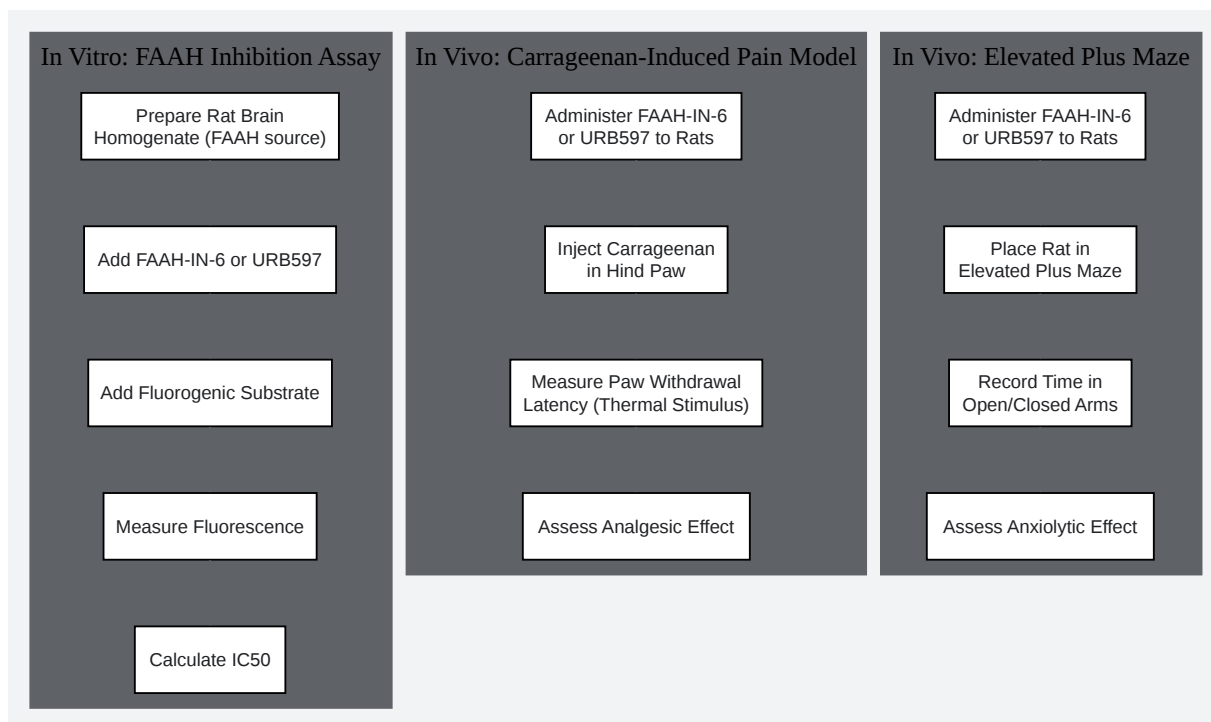 In Vitro: FAAH Inhibition Assay
Prepare Rat Brain
Homogenate (FAAH source)
Add FAAH-IN-6 or URB597
Add Fluorogenic Substrate
Measure Fluorescence
Calculate IC50
In Vivo: Carrageenan-Induced Pain Model
Administer FAAH-IN-6
or URB597 to Rats
Inject Carrageenan
in Hind Paw
Measure Paw Withdrawal
Latency (Thermal Stimulus)
Assess Analgesic Effect
In Vivo: Elevated Plus Maze
Administer FAAH-IN-6
or URB597 to Rats
Place Rat in
Elevated Plus Maze
Record Time in
Open/Closed Arms
Assess Anxiolytic Effect